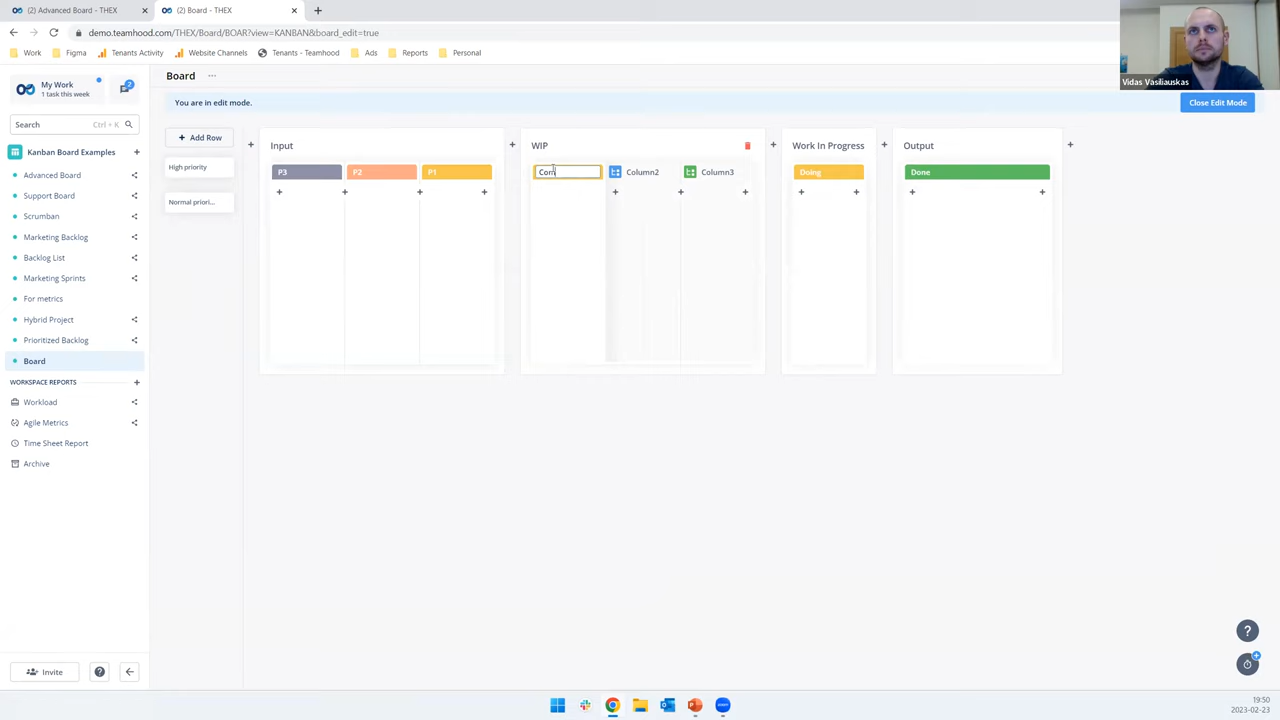 (2) Advanced Board - THEX
(2) Board - THEX
demo.teamhood.com/THEX/Board/BOAR?view=KANBAN&board_edit=true
Work
Figma
Tenants Activity
Website Channels
Tenants - Teamhood
Ads
Reports
Personal
Vidas Vasiliauskas
My Work
1 task this week
2
Board
You are in edit mode.
Close Edit Mode
Search
Ctrl + K
Kanban Board Examples
Advanced Board
Support Board
Scrumban
Marketing Backlog
Backlog List
Marketing Sprints
For metrics
Hybrid Project
Prioritized Backlog
Board
WORKSPACE REPORTS
Workload
Agile Metrics
Time Sheet Report
Archive
Invite
Add Row
High priority
Normal priori...
Input
P3
P2
P1
WIP
Column2
Column3
Work In Progress
Doing
Output
Done
19:50
2023-02-23